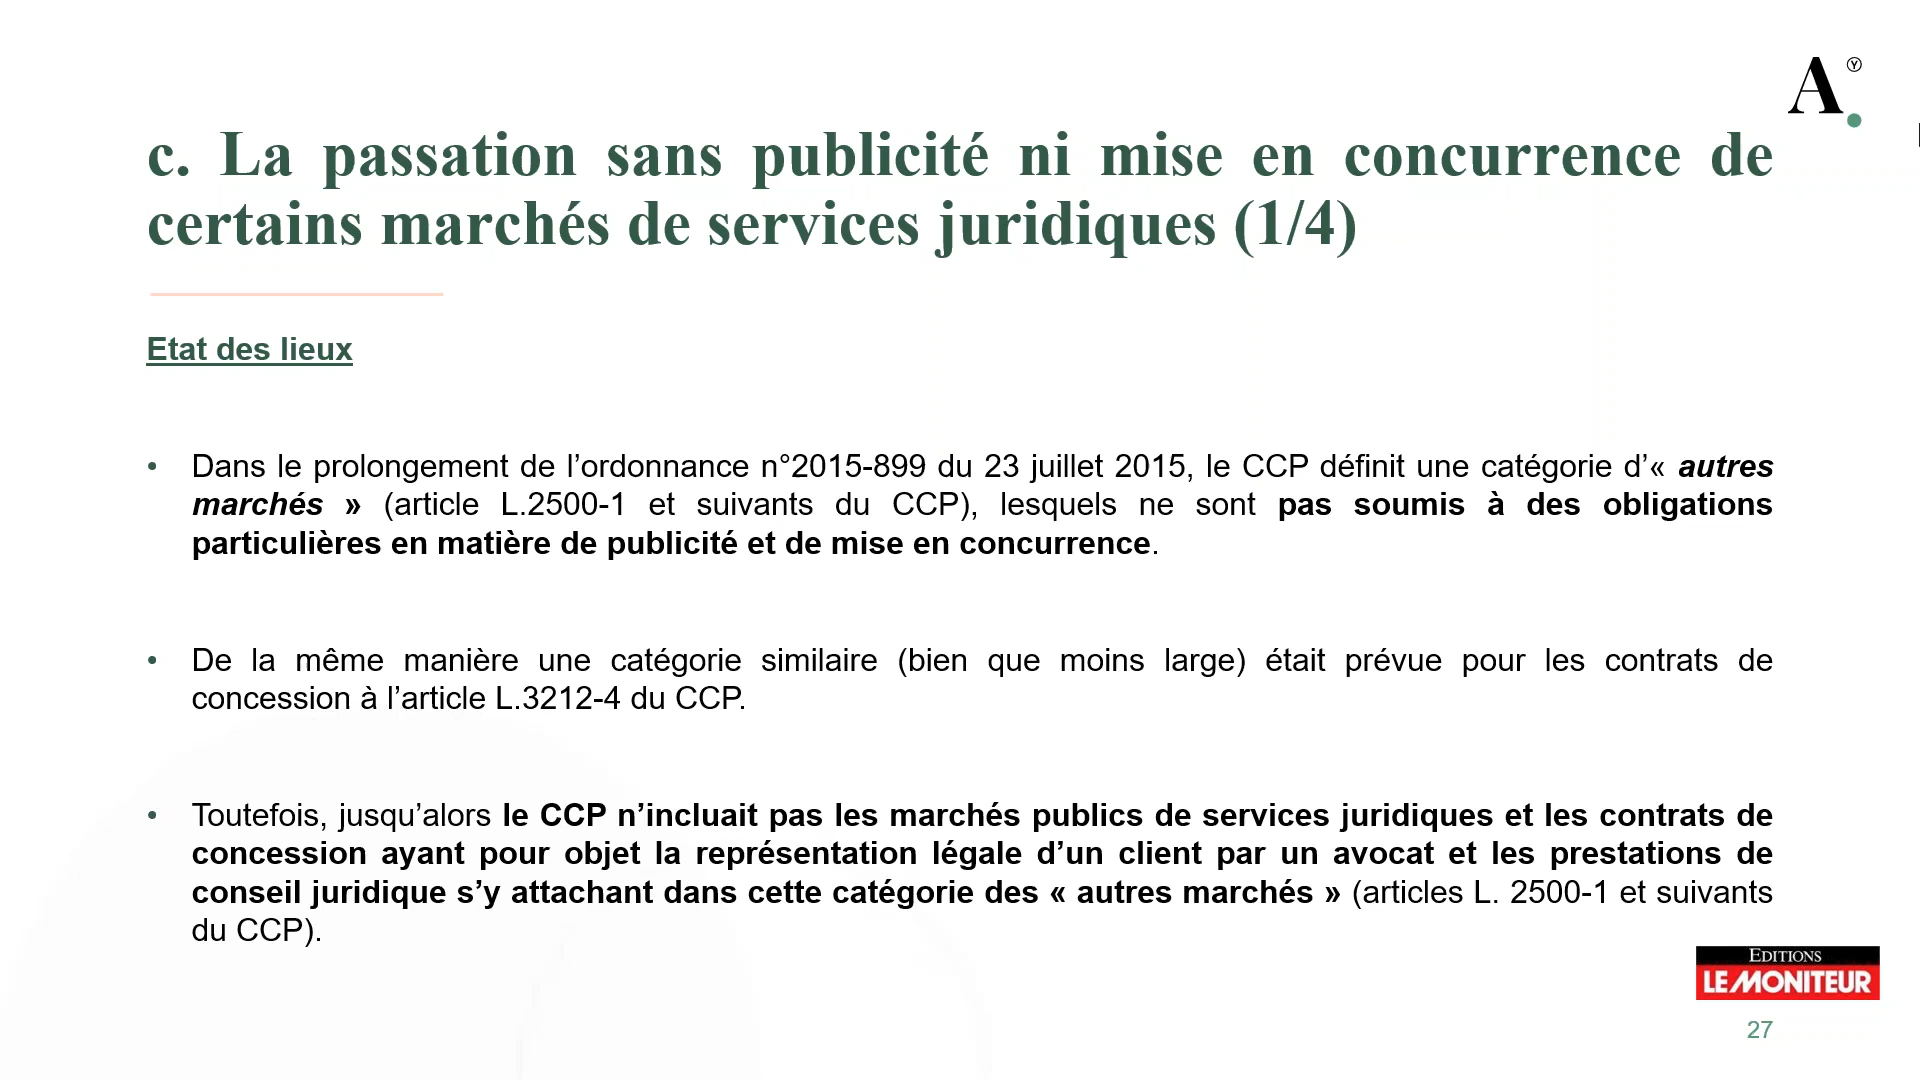 A
c. La passation sans publicité ni mise en concurrence de
certains marchés de services juridiques (1/4)
Etat des lieux
• Dans le prolongement de l’ordonnance n°2015-899 du 23 juillet 2015, le CCP définit une catégorie d’« autres
marchés » (article L.2500-1 et suivants du CCP), lesquels ne sont pas soumis à des obligations
particulières en matière de publicité et de mise en concurrence.
• De la même manière une catégorie similaire (bien que moins large) était prévue pour les contrats de
concession à l’article L.3212-4 du CCP.
• Toutefois, jusqu’alors le CCP n’incluait pas les marchés publics de services juridiques et les contrats de
concession ayant pour objet la représentation légale d’un client par un avocat et les prestations de
conseil juridique s’y attachant dans cette catégorie des « autres marchés » (articles L. 2500-1 et suivants
du CCP).
EDITIONS
LE MONITEUR
27